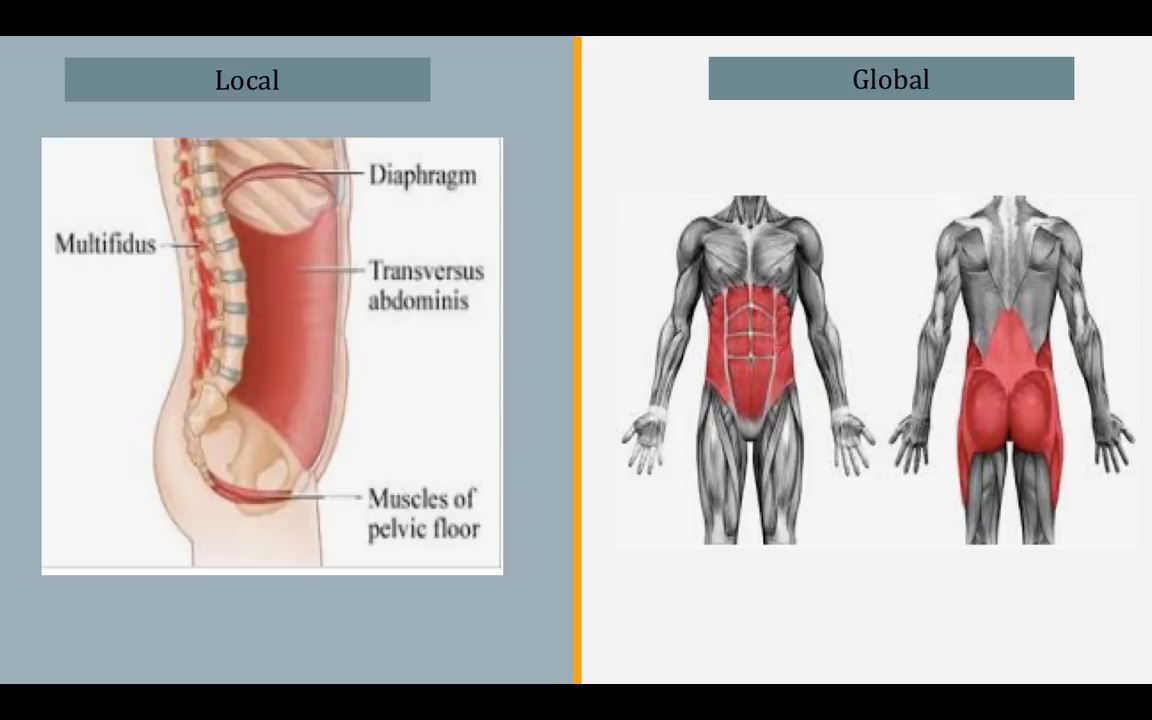 Local
Global
Diaphragm
Multifidus
Transversus
abdominis
Muscles of
pelvic floor